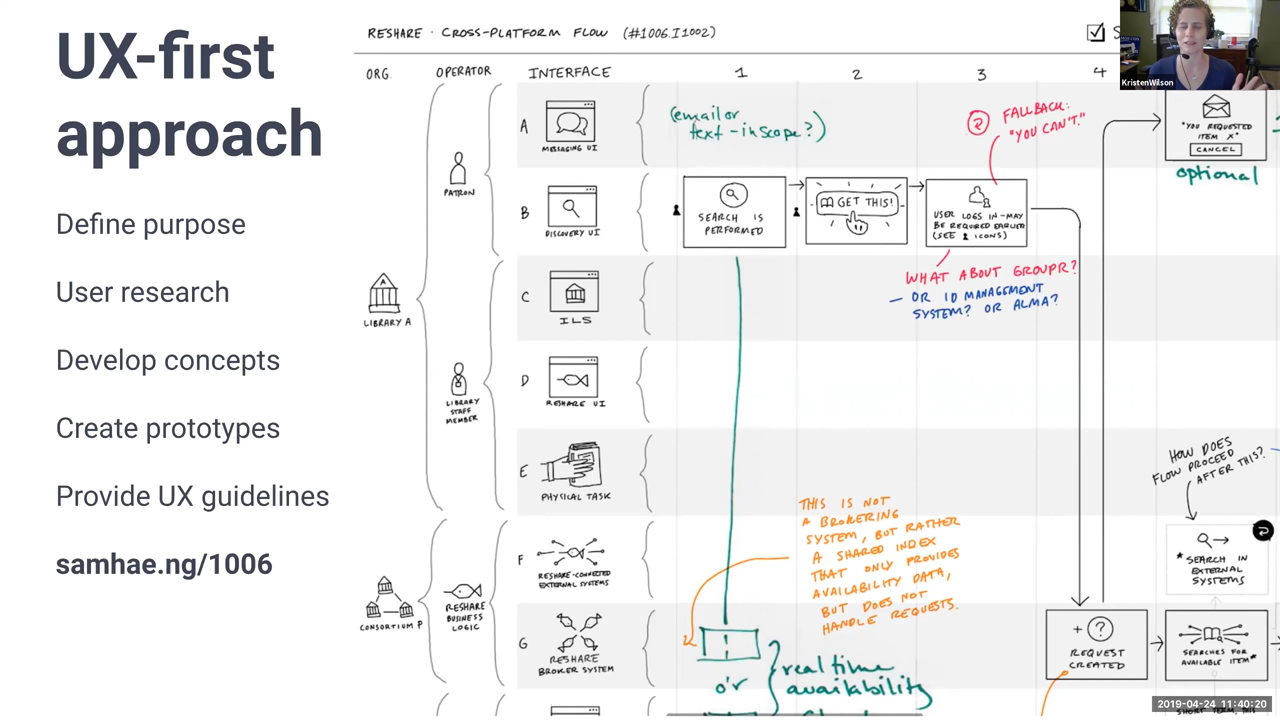 UX-first
approach
Define purpose
User research
Develop concepts
Create prototypes
Provide UX guidelines
samhae.ng/1006
RESHARE · CROSS-PLATFORM FLOW (#1006.I1002)
ORG.
OPERATOR
INTERFACE
1
2
3
4
KristenWilson
A
MESSAGING UI
(email or
text - in scope?)
2
FALLBACK:
"YOU CAN'T."
"YOU REQUESTED
ITEM X"
CANCEL
optional
PATRON
B
DISCOVERY UI
SEARCH IS
PERFORMED
GET THIS!
USER LOGS IN-MAY
BE REQUIRED EARLIER
(SEE ICONS)
WHAT ABOUT GROUPR?
- OR ID MANAGEMENT
SYSTEM? OR ALMA?
A
LIBRARY A
C
ILS
LIBRARY
STAFF
MEMBER
D
RESHARE UI
E
PHYSICAL TASK
HOW DOES
FLOW PROCEED
AFTER THIS?
THIS IS NOT
A BROKERING
SYSTEM, BUT RATHER
A SHARED INDEX
THAT ONLY PROVIDES
AVAILABILITY DATA,
BUT DOES NOT
HANDLE REQUESTS.
F
RESHARE-CONNECTED
EXTERNAL SYSTEMS
*SEARCH IN
EXTERNAL
SYSTEMS
CONSORTIUM P
RESHARE
BUSINESS
LOGIC
G
RESHARE
BROKER SYSTEM
or
real time
availability
+ ?
REQUEST
CREATED
SEARCHES FOR
AVAILABLE ITEM*
2019-04-24 11:40:20